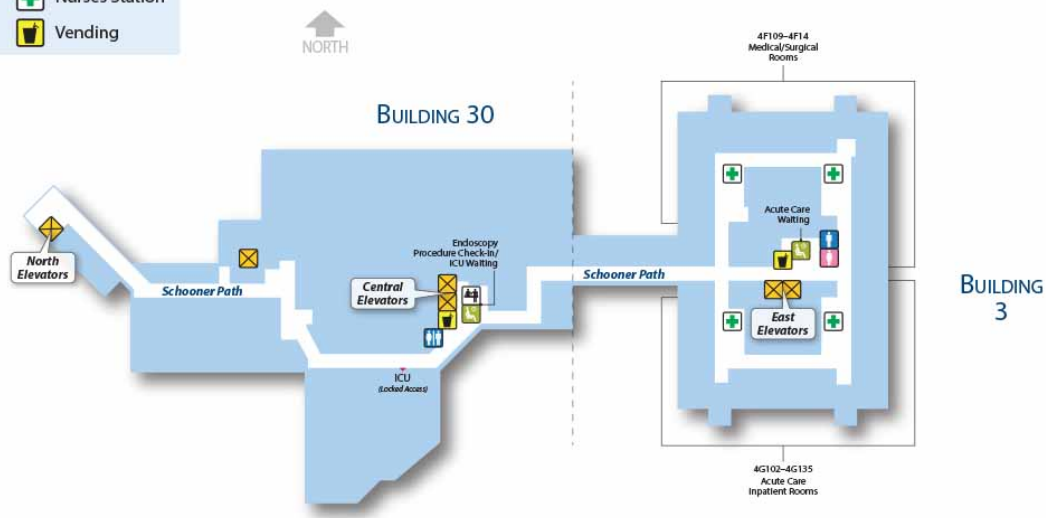 Nurses Station
Vending
NORTH
4F109–4F14
Medical/Surgical
Rooms
BUILDING 30
Acute Care
Waiting
Endoscopy
Procedure Check-in/
ICU Waiting
North
Elevators
Schooner Path
Central
Elevators
Schooner Path
BUILDING
3
East
Elevators
ICU
(Locked Access)
4G102–4G135
Acute Care
Inpatient Rooms